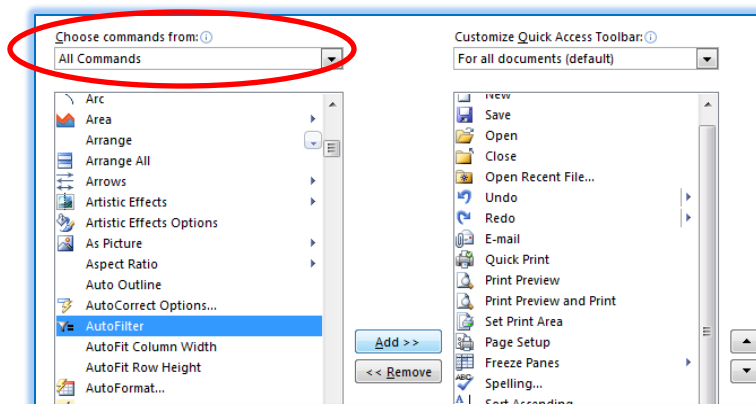 Choose commands from:
All Commands
Arc
Area
Arrange
Arrange All
Arrows
Artistic Effects
Artistic Effects Options
As Picture
Aspect Ratio
Auto Outline
AutoCorrect Options...
AutoFilter
AutoFit Column Width
AutoFit Row Height
AutoFormat...
Add >>
<< Remove
Customize Quick Access Toolbar:
For all documents (default)
New
Save
Open
Close
Open Recent File...
Undo
Redo
E-mail
Quick Print
Print Preview
Print Preview and Print
Set Print Area
Page Setup
Freeze Panes
Spelling...
Sort Ascending